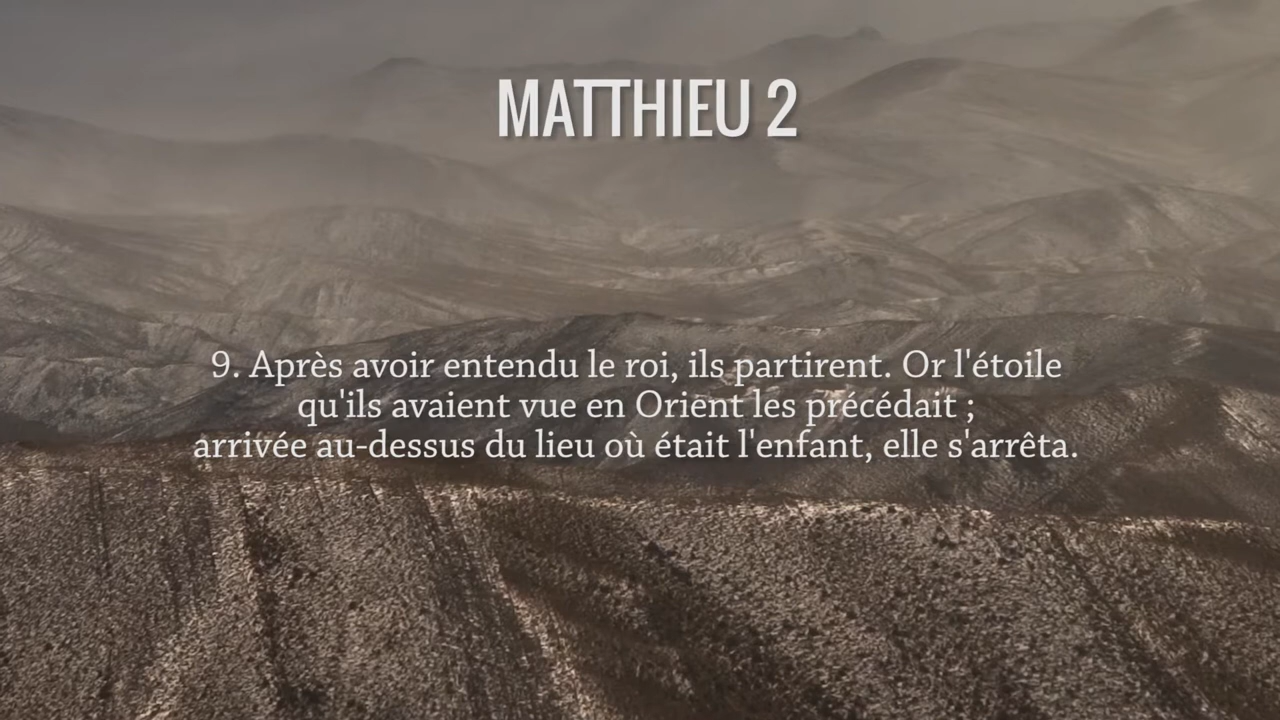 MATTHIEU 2
9. Après avoir entendu le roi, ils partirent. Or l'étoile
qu'ils avaient vue en Orient les précédait ;
arrivée au-dessus du lieu où était l'enfant, elle s'arrêta.